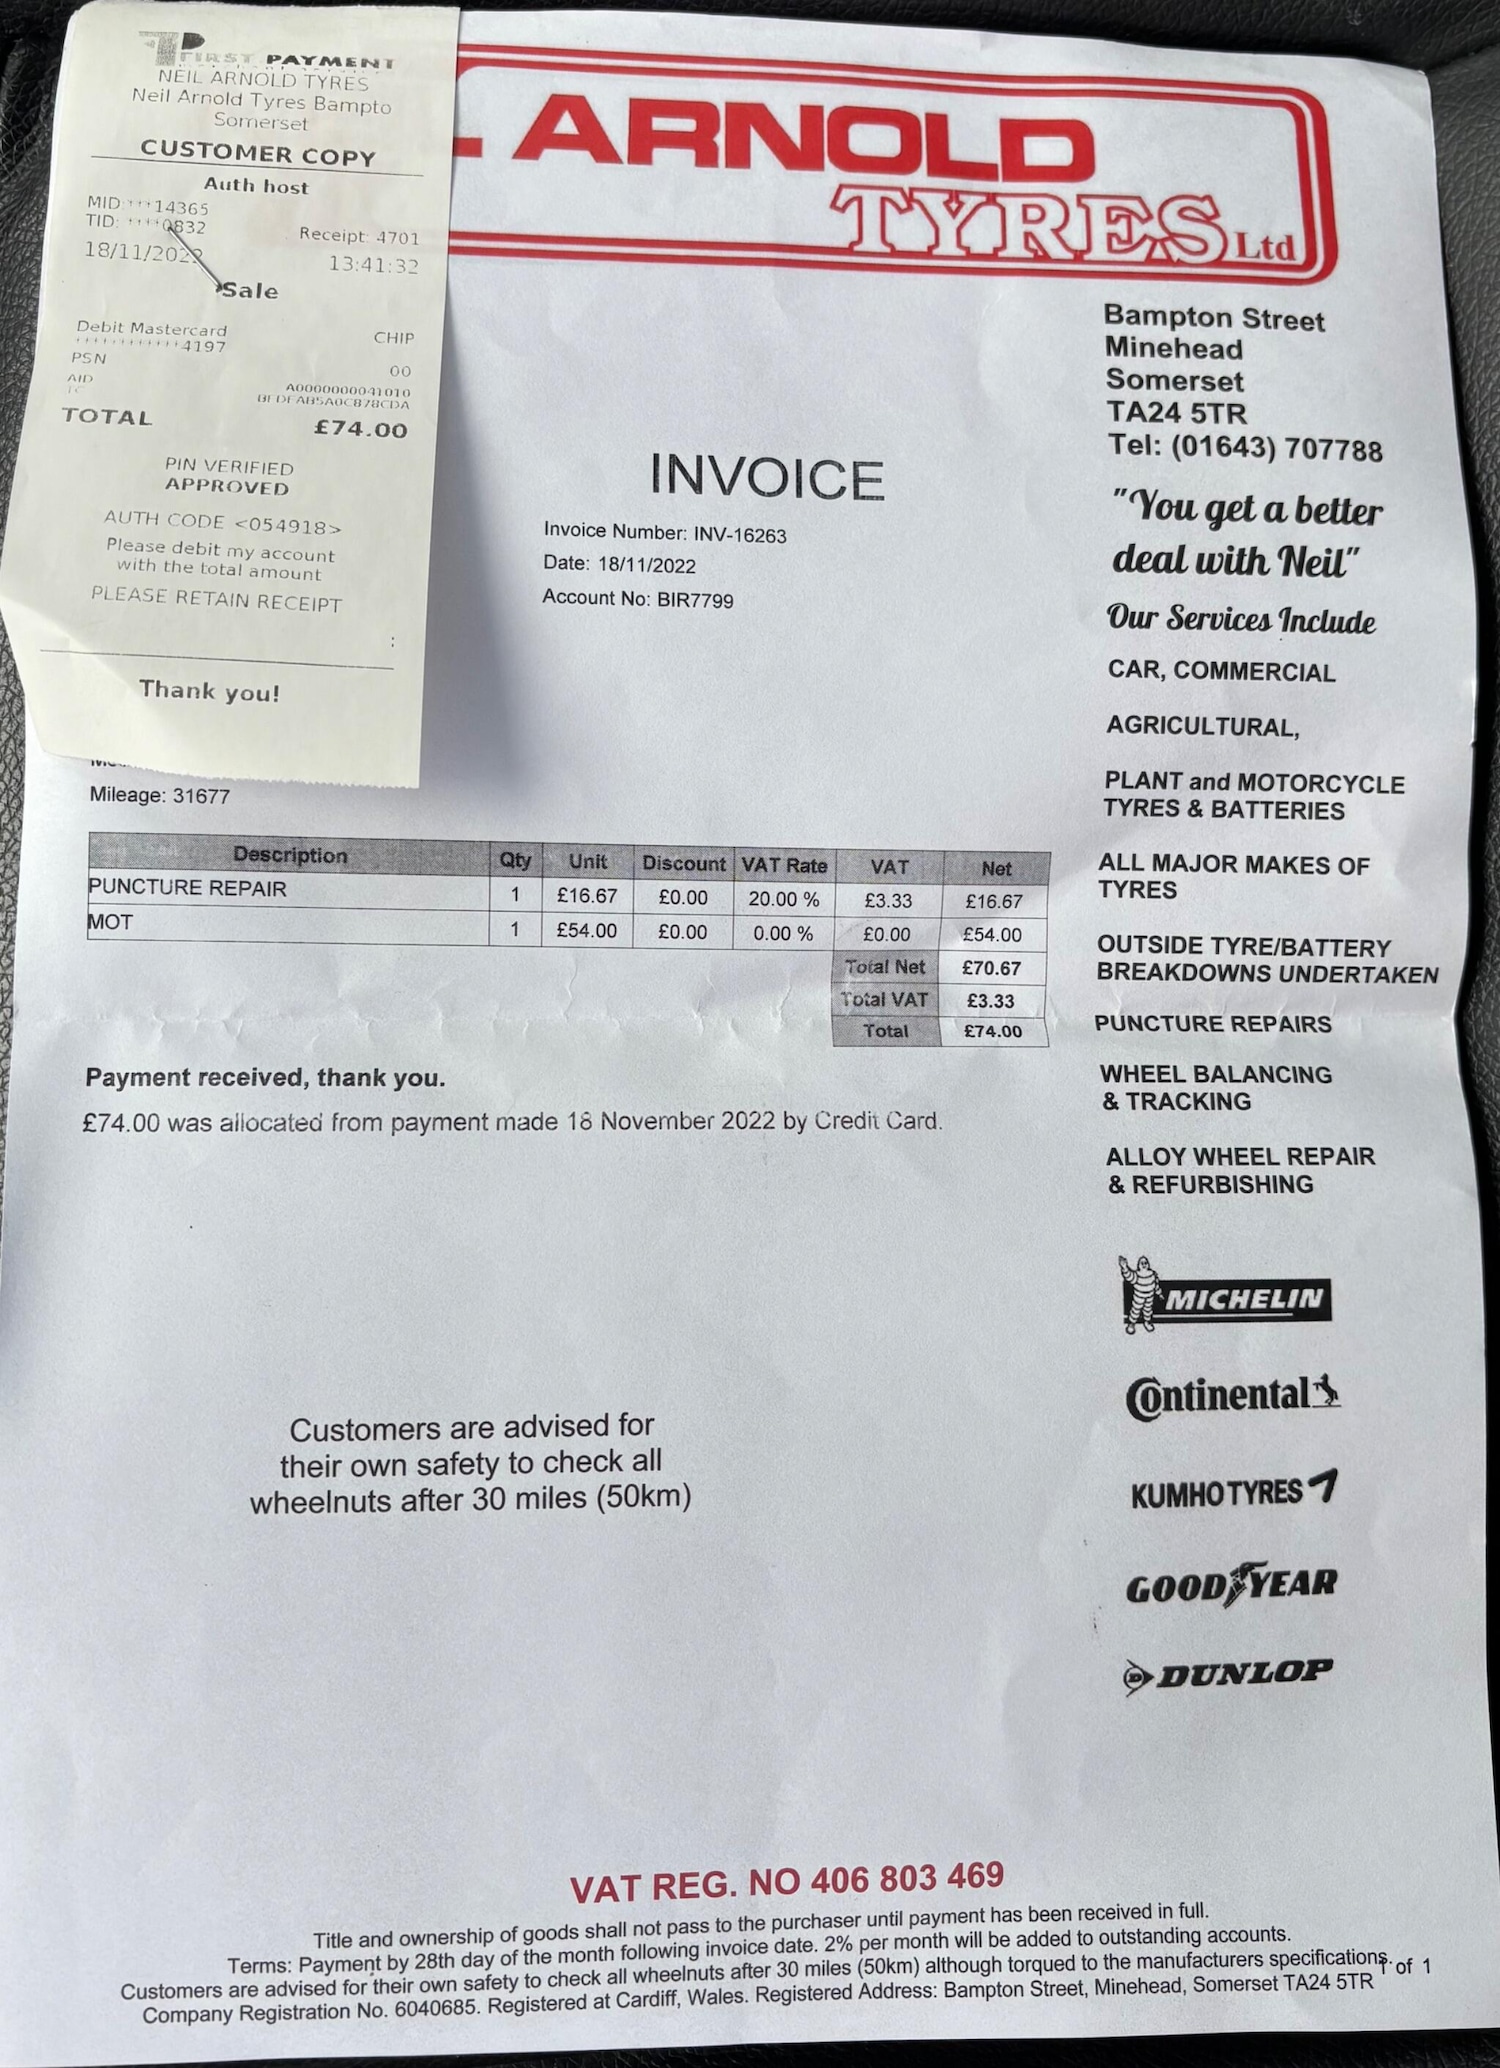 FIRST PAYMENT
NEIL ARNOLD TYRES
Neil Arnold Tyres Bampto
Somerset
CUSTOMER COPY
Auth host
MID: ***14365
TID: ****0832
Receipt: 4701
18/11/2022
13:41:32
Sale
Debit Mastercard
CHIP
************4197
PSN
00
AID
A0000000041010
TC
TOTAL
£74.00
PIN VERIFIED
APPROVED
AUTH CODE <054918>
Please debit my account
with the total amount
PLEASE RETAIN RECEIPT
:
Thank you!
ARNOLD
TYRES Ltd
Bampton Street
Minehead
Somerset
TA24 5TR
Tel: (01643) 707788
"You get a better
deal with Neil"
Our Services Include
CAR, COMMERCIAL
AGRICULTURAL,
PLANT and MOTORCYCLE
TYRES & BATTERIES
ALL MAJOR MAKES OF
TYRES
OUTSIDE TYRE/BATTERY
BREAKDOWNS UNDERTAKEN
PUNCTURE REPAIRS
WHEEL BALANCING
& TRACKING
ALLOY WHEEL REPAIR
& REFURBISHING
MICHELIN
Continental
KUMHO TYRES
GOODYEAR
DUNLOP
INVOICE
Invoice Number: INV-16263
Date: 18/11/2022
Account No: BIR7799
Mileage: 31677
Description Qty Unit Discount VAT Rate VAT Net
PUNCTURE REPAIR 1 £16.67 £0.00 20.00 % £3.33 £16.67
MOT 1 £54.00 £0.00 0.00 % £0.00 £54.00
Total Net £70.67
Total VAT £3.33
Total £74.00
Payment received, thank you.
£74.00 was allocated from payment made 18 November 2022 by Credit Card.
Customers are advised for
their own safety to check all
wheelnuts after 30 miles (50km)
VAT REG. NO 406 803 469
Title and ownership of goods shall not pass to the purchaser until payment has been received in full.
Terms: Payment by 28th day of the month following invoice date. 2% per month will be added to outstanding accounts.
Customers are advised for their own safety to check all wheelnuts after 30 miles (50km) although torqued to the manufacturers specifications.
1 of 1
Company Registration No. 6040685. Registered at Cardiff, Wales. Registered Address: Bampton Street, Minehead, Somerset TA24 5TR